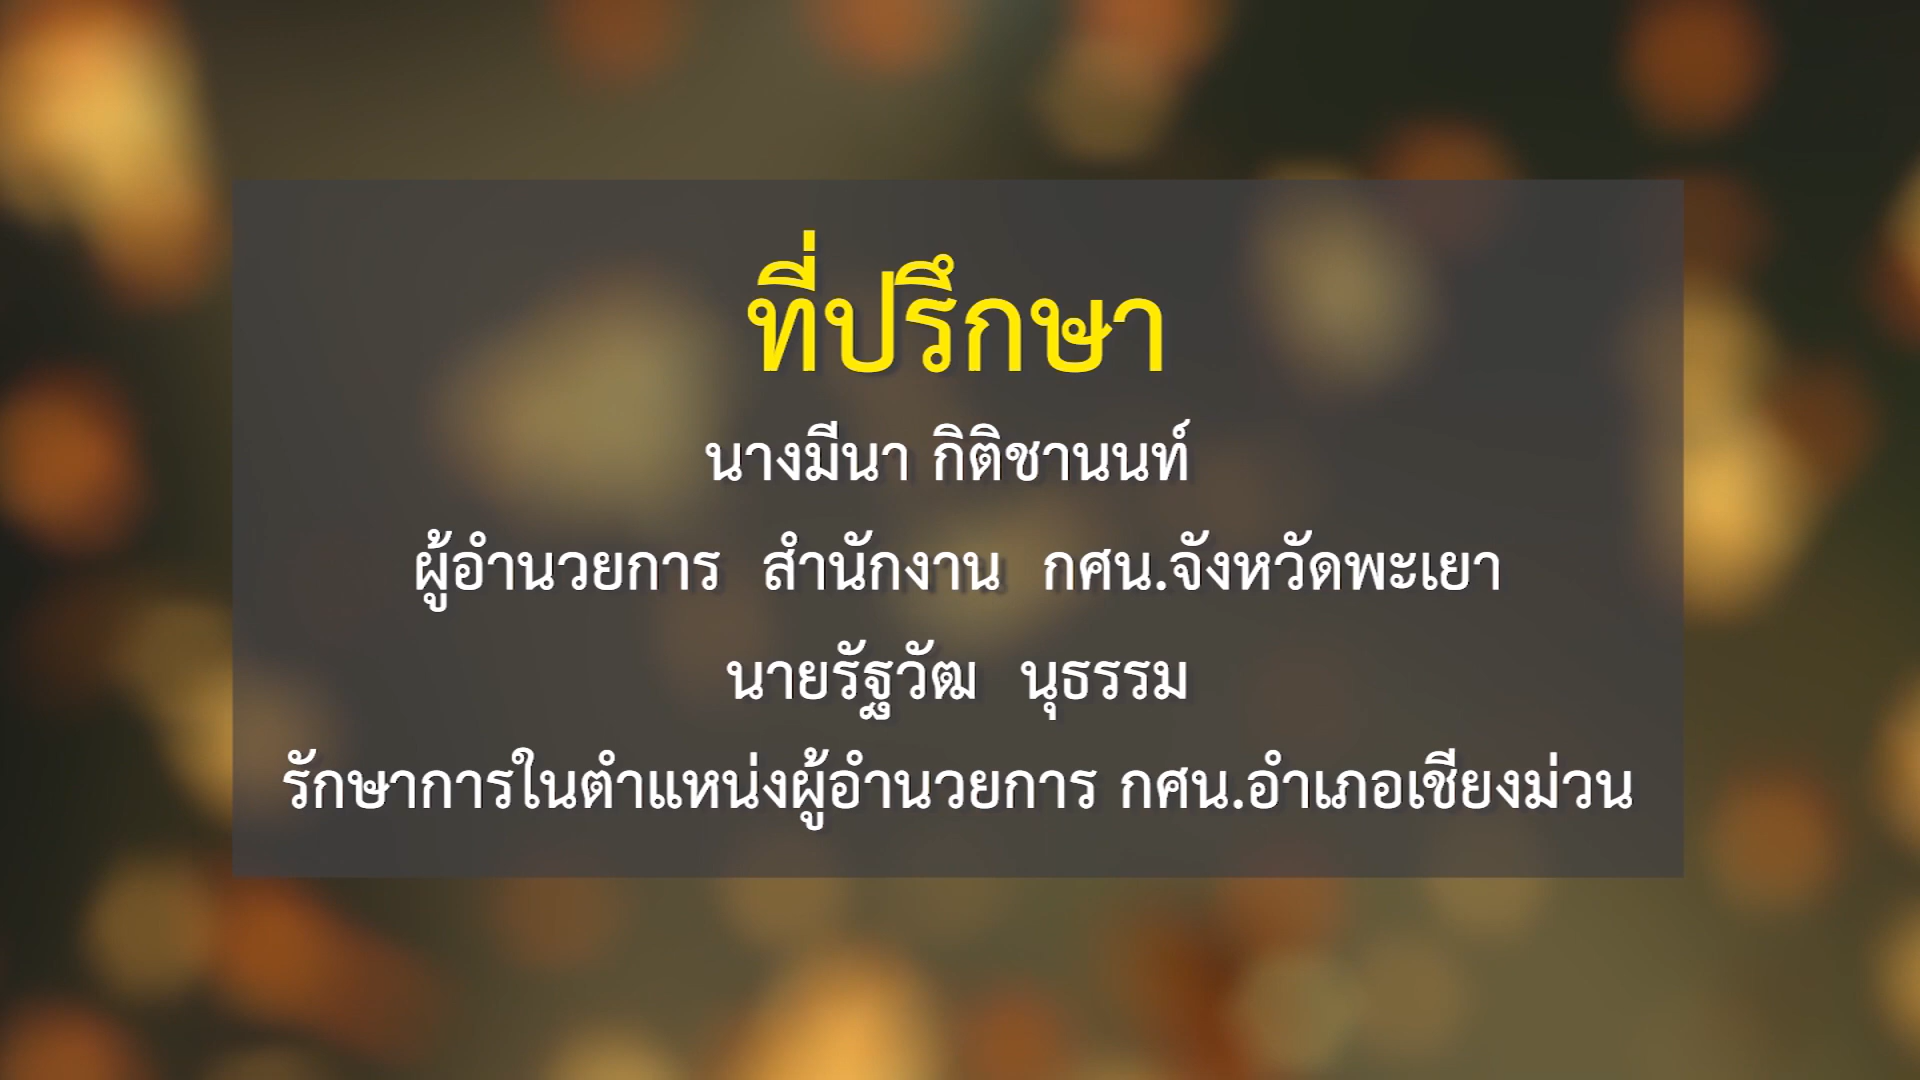 ที่ปรึกษา
นางมีนา กิติชานนท์
ผู้อำนวยการ สำนักงาน กศน.จังหวัดพะเยา
นายรัฐวัฒ นุธรรม
รักษาการในตำแหน่งผู้อำนวยการ กศน.อำเภอเชียงม่วน